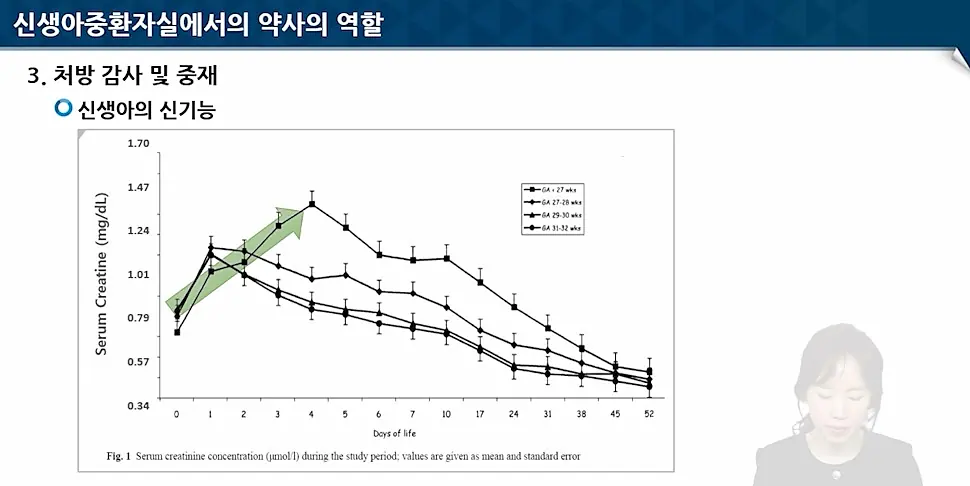 신생아중환자실에서의 약사의 역할
3. 처방 감사 및 중재
신생아의 신기능
Serum Creatine (mg/dL)
1.70
1.47
1.24
1.01
0.79
0.57
0.34
GA < 27 wks
GA 27-28 wks
GA 29-30 wks
GA 31-32 wks
0 1 2 3 4 5 6 7 10 17 24 31 38 45 52
Days of life
Fig. 1 Serum creatinine concentration (μmol/l) during the study period; values are given as mean and standard error